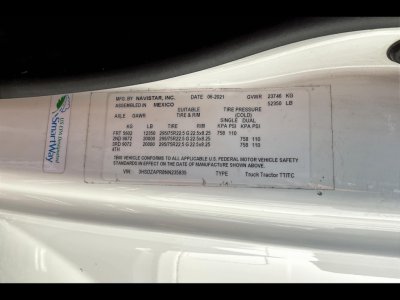 MFD. BY NAVISTAR, INC. DATE 06-2021 GVWR 23746 KG
ASSEMBLED IN MEXICO 52350 LB
SUITABLE TIRE PRESSURE
AXLE GAWR TIRE & RIM (COLD)
SINGLE DUAL
KG LB TIRE RIM KPA PSI KPA PSI
FRT 5602 12350 295/75R22.5 G 22.5x8.25 758 110
2ND 9072 20000 295/75R22.5 G 22.5x8.25 758 110
3RD 9072 20000 295/75R22.5 G 22.5x8.25 758 110
4TH
THIS VEHICLE CONFORMS TO ALL APPLICABLE U.S. FEDERAL MOTOR VEHICLE SAFETY
STANDARDS IN EFFECT ON THE DATE OF MANUFACTURE SHOWN ABOVE.
VIN: TYPE Truck Tractor TT/TC
US EPA Designated
SmartWay